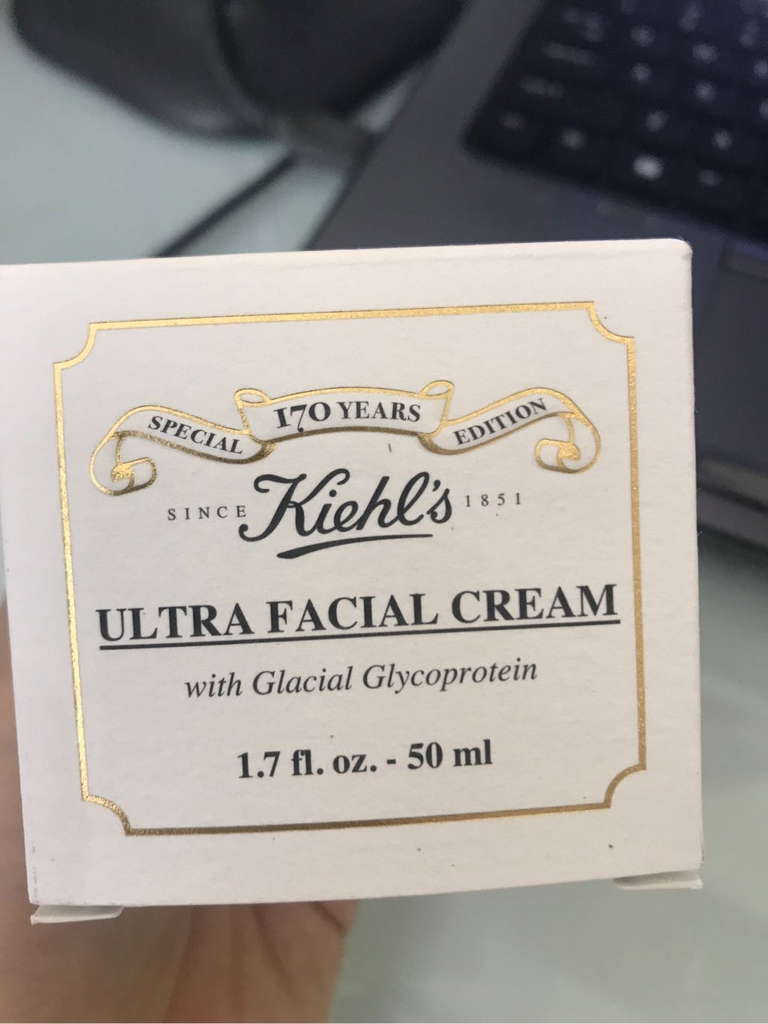 SPECIAL 170 YEARS EDITION
SINCE Kiehl's 1851
ULTRA FACIAL CREAM
with Glacial Glycoprotein
1.7 fl. oz. - 50 ml